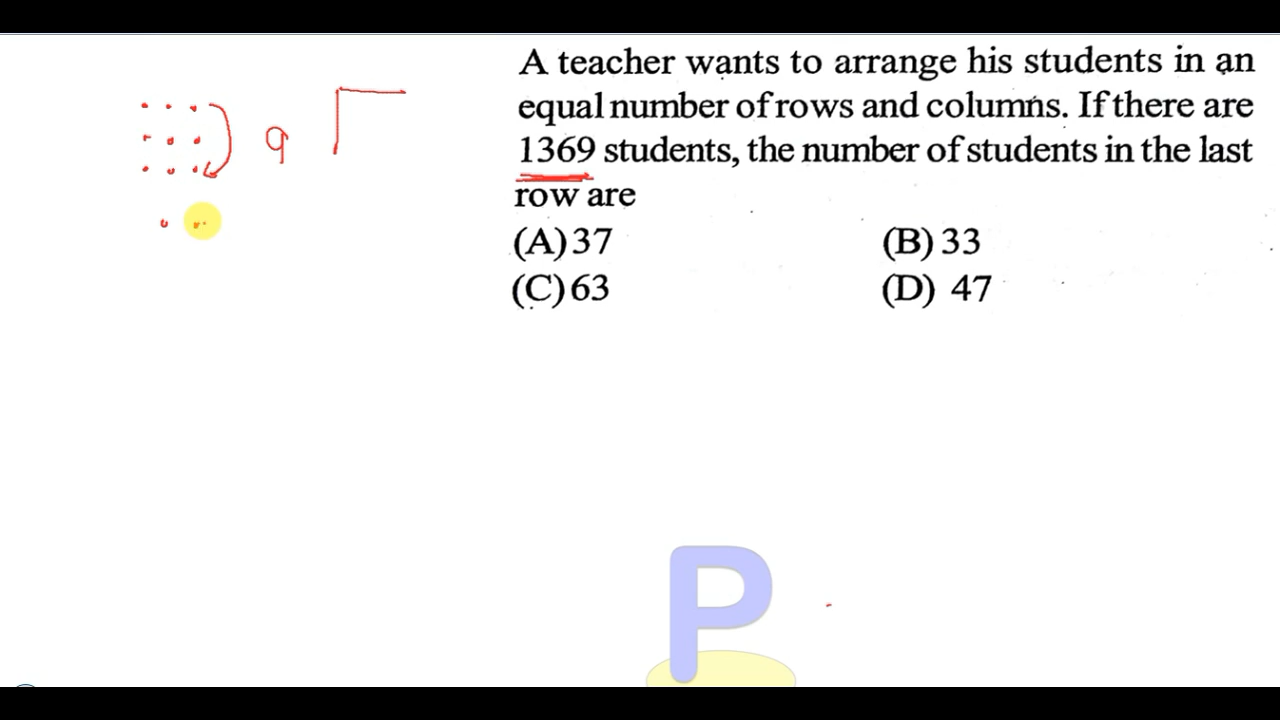 A teacher wants to arrange his students in an
equal number of rows and columns. If there are
1369 students, the number of students in the last
row are
(A) 37
(B) 33
(C) 63
(D) 47
9
P